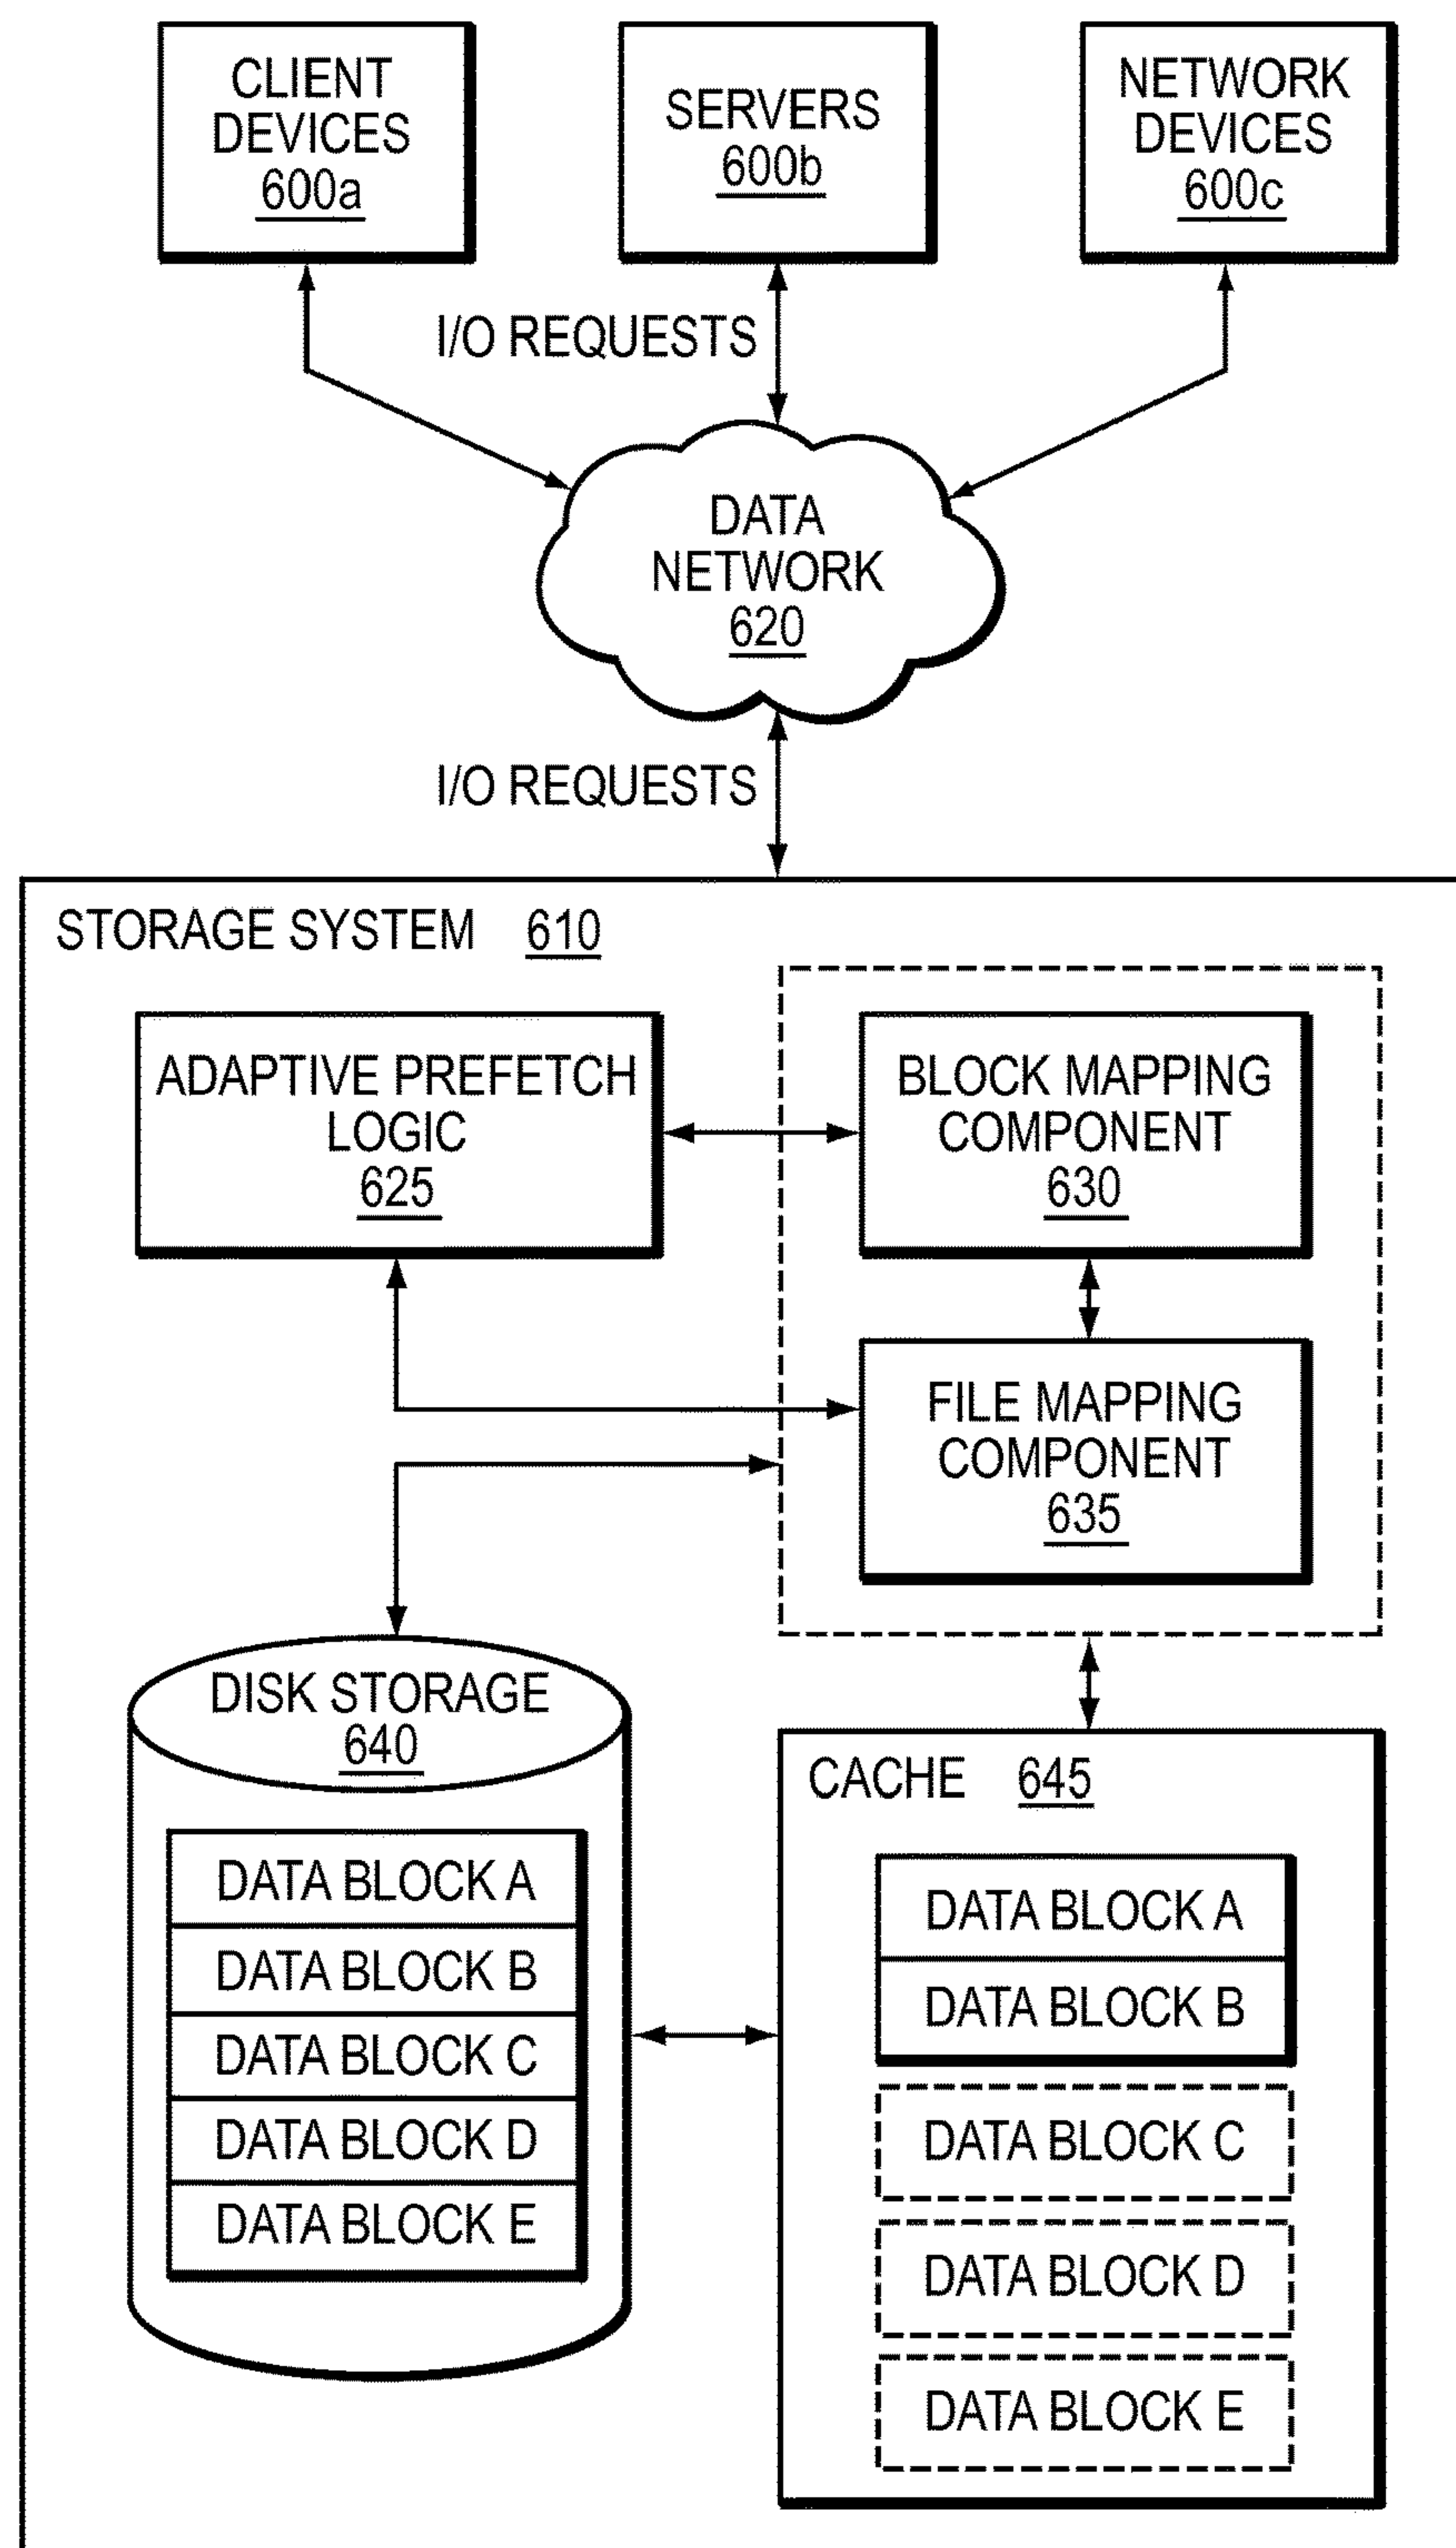 CLIENT
DEVICES
600a
SERVERS
600b
NETWORK
DEVICES
600c
I/O REQUESTS
DATA
NETWORK
620
I/O REQUESTS
STORAGE SYSTEM 610
ADAPTIVE PREFETCH
LOGIC
625
BLOCK MAPPING
COMPONENT
630
FILE MAPPING
COMPONENT
635
DISK STORAGE
640
DATA BLOCK A
DATA BLOCK B
DATA BLOCK C
DATA BLOCK D
DATA BLOCK E
CACHE 645
DATA BLOCK A
DATA BLOCK B
DATA BLOCK C
DATA BLOCK D
DATA BLOCK E